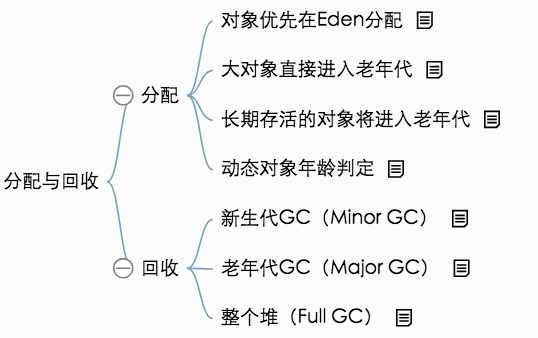 分配与回收
分配
对象优先在Eden分配
大对象直接进入老年代
长期存活的对象将进入老年代
动态对象年龄判定
回收
新生代GC（Minor GC）
老年代GC（Major GC）
整个堆（Full GC）